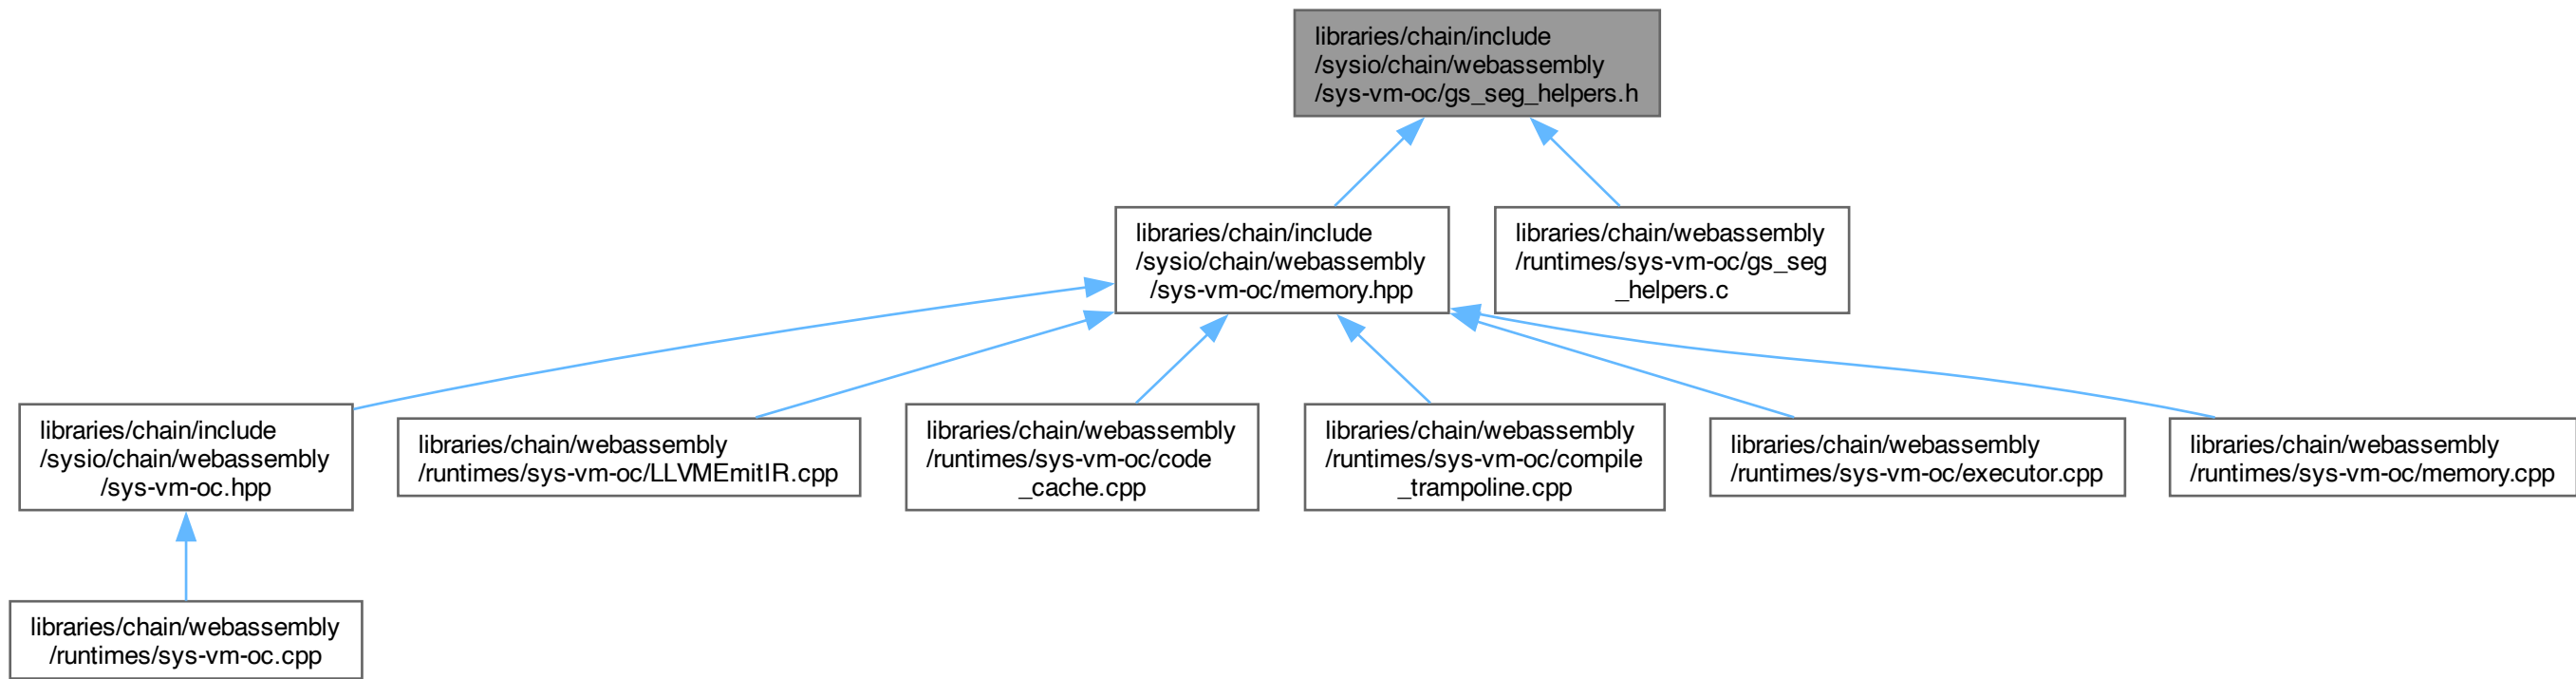 libraries/chain/include
/sysio/chain/webassembly
/sys-vm-oc/gs_seg_helpers.h
libraries/chain/include
/sysio/chain/webassembly
/sys-vm-oc/memory.hpp
libraries/chain/webassembly
/runtimes/sys-vm-oc/gs_seg
_helpers.c
libraries/chain/include
/sysio/chain/webassembly
/sys-vm-oc.hpp
libraries/chain/webassembly
/runtimes/sys-vm-oc/LLVMEmitIR.cpp
libraries/chain/webassembly
/runtimes/sys-vm-oc/code
_cache.cpp
libraries/chain/webassembly
/runtimes/sys-vm-oc/compile
_trampoline.cpp
libraries/chain/webassembly
/runtimes/sys-vm-oc/executor.cpp
libraries/chain/webassembly
/runtimes/sys-vm-oc/memory.cpp
libraries/chain/webassembly
/runtimes/sys-vm-oc.cpp